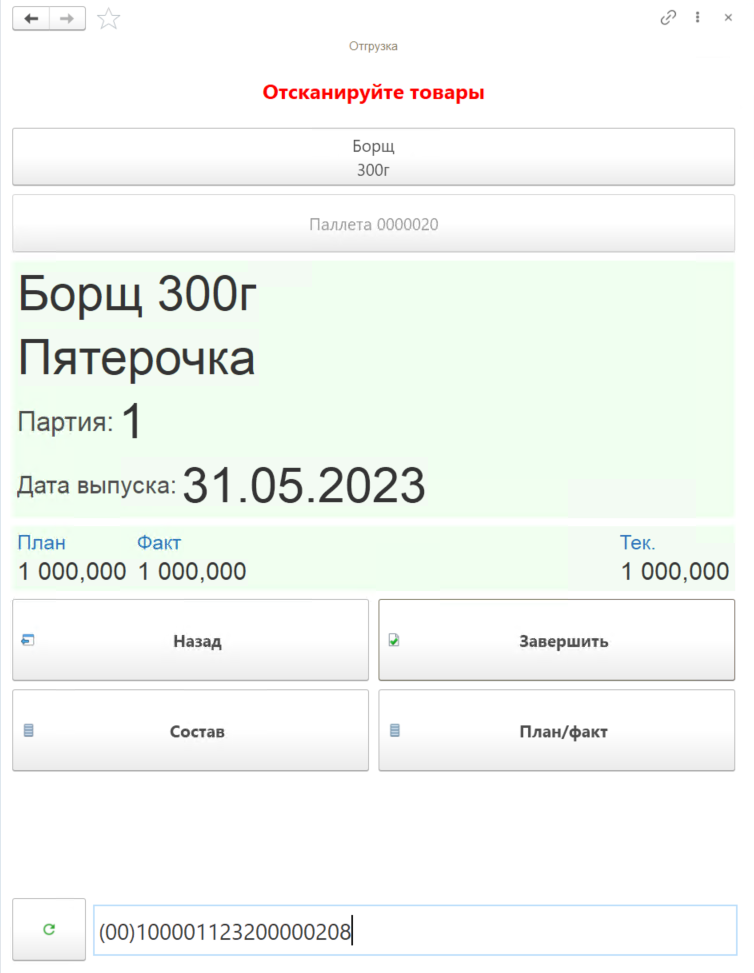 Отгрузка
Отсканируйте товары
Борщ
300г
Паллета 0000020
Борщ 300г
Пятерочка
Партия: 1
Дата выпуска: 31.05.2023
План Факт Тек.
1 000,000 1 000,000 1 000,000
Назад Завершить
Состав План/факт
(00)100001123200000208